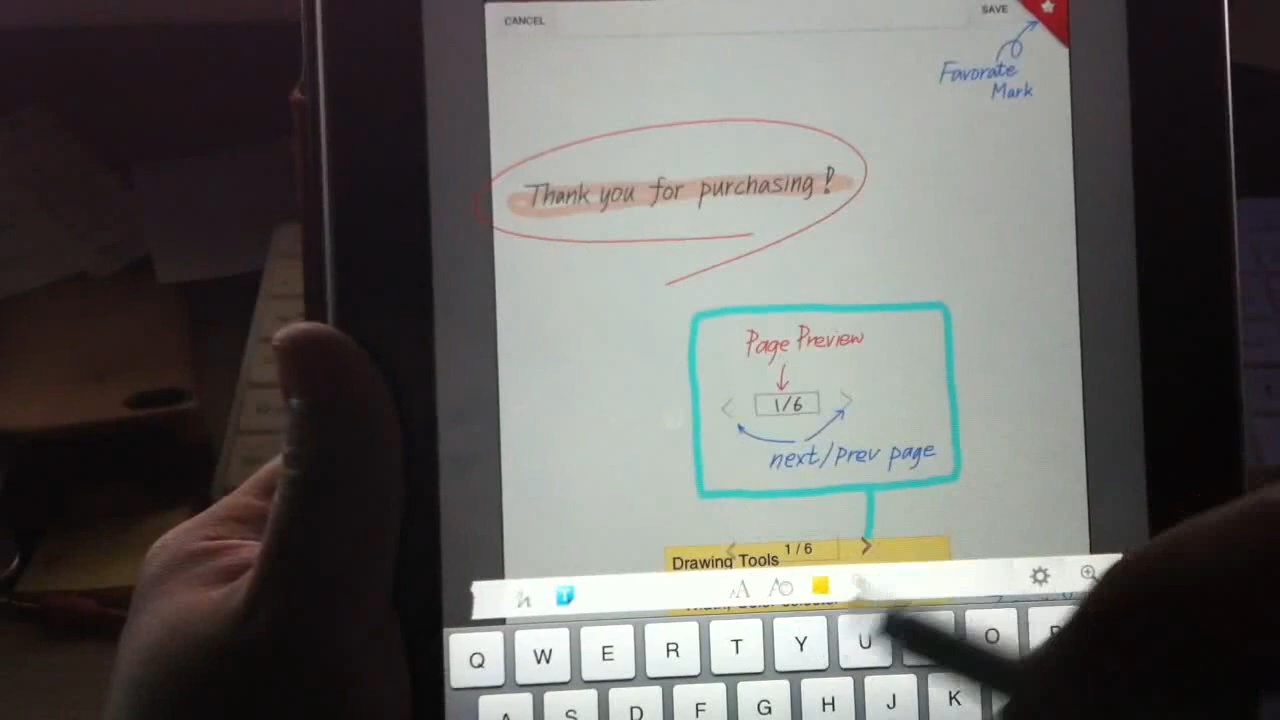 CANCEL
SAVE
Favorate
Mark
Thank you for purchasing!
Page Preview
< 1/6 >
next/prev page
< 1 / 6 >
Drawing Tools
Q W E R T Y U O
A S D F G H J K